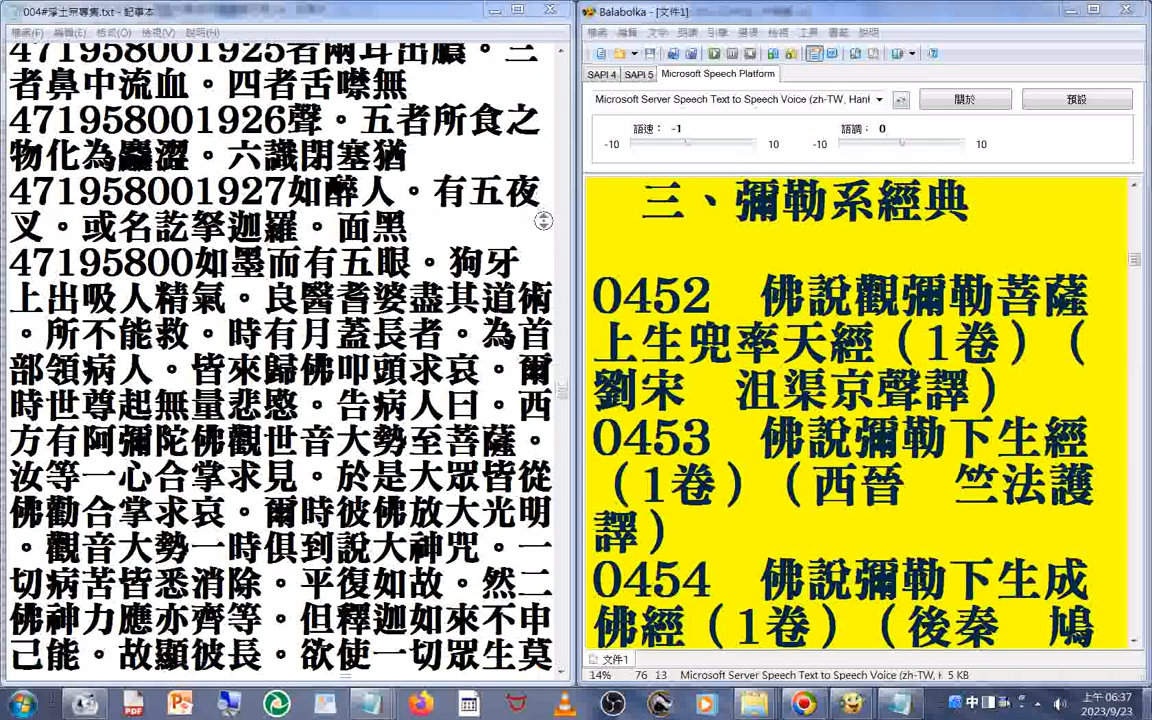 004#淨土宗專集.txt - 記事本
檔案(F) 編輯(E) 格式(O) 檢視(V) 說明(H)
4719580001925者兩耳出膿。三
者鼻中流血。四者舌噤無
4719580001926聲。五者所食之
物化為麤澀。六識閉塞猶
4719580001927如醉人。有五夜
叉。或名訖拏迦羅。面黑
47195800如墨而有五眼。狗牙
上出吸人精氣。良醫耆婆盡其道術
。所不能救。時有月蓋長者。為首
部領病人。皆來歸佛叩頭求哀。爾
時世尊起無量悲愍。告病人曰。西
方有阿彌陀佛觀世音大勢至菩薩。
汝等一心合掌求見。於是大眾皆從
佛勸合掌求哀。爾時彼佛放大光明
。觀音大勢一時俱到說大神咒。一
切病苦皆悉消除。平復如故。然二
佛神力應亦齊等。但釋迦如來不申
己能。故顯彼長。欲使一切眾生莫
Balabolka - [文件1]
檔案 編輯 文字 朗讀 引擎 選項 檢視 工具 書籤 說明
SAPI 4 SAPI 5 Microsoft Speech Platform
Microsoft Server Speech Text to Speech Voice (zh-TW, Hanl
關於
預設
語速： -1
語調： 0
-10 10 -10 10
三、彌勒系經典
0452 佛說觀彌勒菩薩
上生兜率天經（1卷）（
劉宋 沮渠京聲譯）
0453 佛說彌勒下生經
（1卷）（西晉 竺法護
譯）
0454 佛說彌勒下生成
佛經（1卷）（後秦 鳩
文件1
14% 76 13 Microsoft Speech Platform
Microsoft Server Speech Text to Speech Voice (zh-TW, H 5 KB
中
上午 06:37
2023/9/23